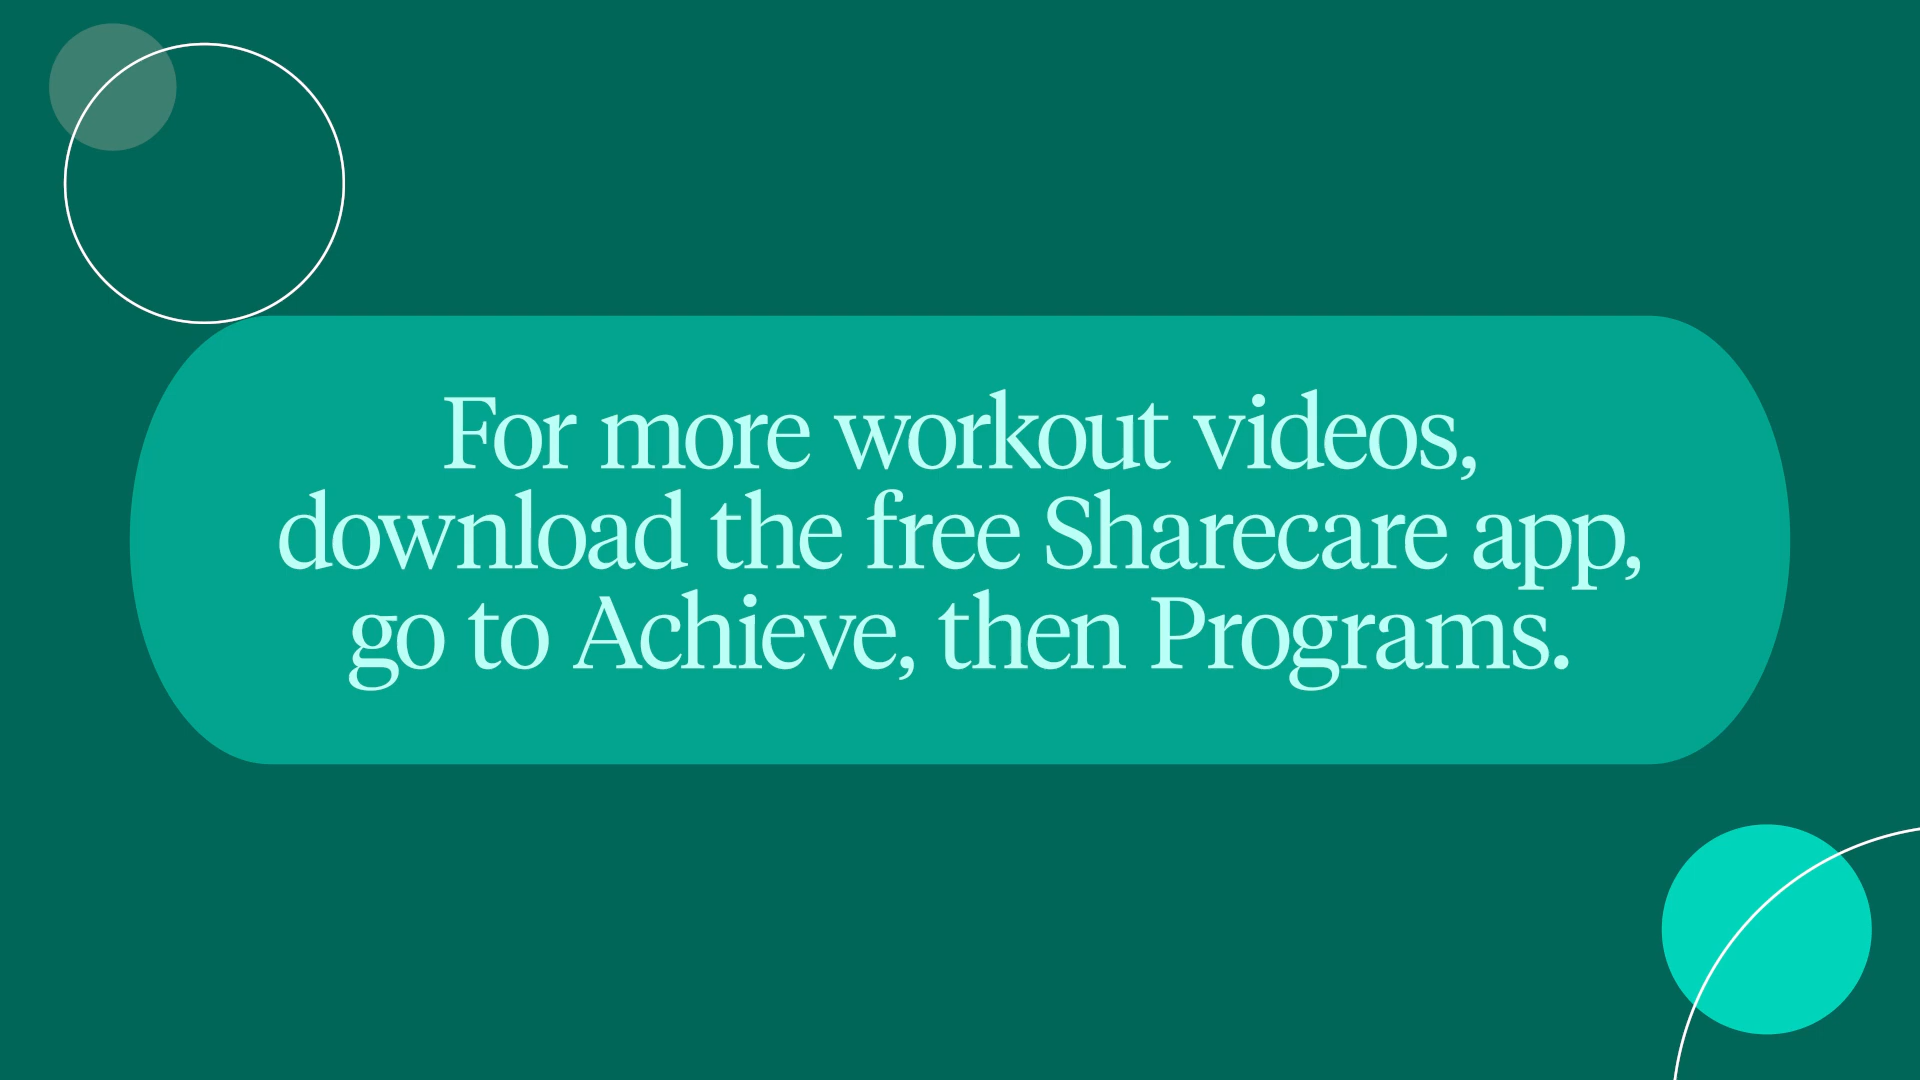 For more workout videos,
download the free Sharecare app,
go to Achieve, then Programs.